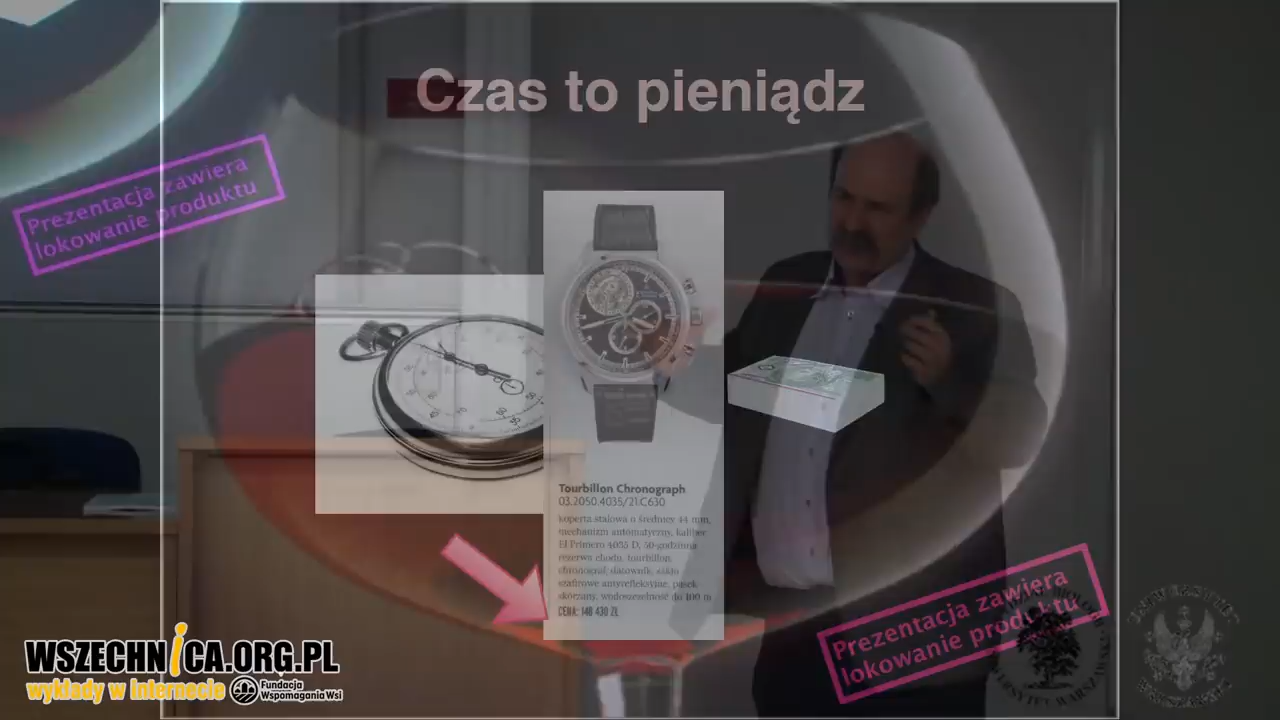 Czas to pieniądz
Prezentacja zawiera
lokowanie produktu
Tourbillon Chronograph
03.2050.4035/21.C630
koperta stalowa o średnicy 44 mm,
mechanizm automatyczny, kaliber
El Primero 4035 D, 50-godzinna
rezerwa chodu, tourbillon,
chronograf, datownik, szkło
szafirowe antyrefleksyjne, pasek
skórzany, wodoszczelność do 100 m
CENA: 148 430 ZŁ
Prezentacja zawiera
lokowanie produktu
WSZECHNICA.ORG.PL
wykłady w Internecie
Fundacja
Wspomagania Wsi